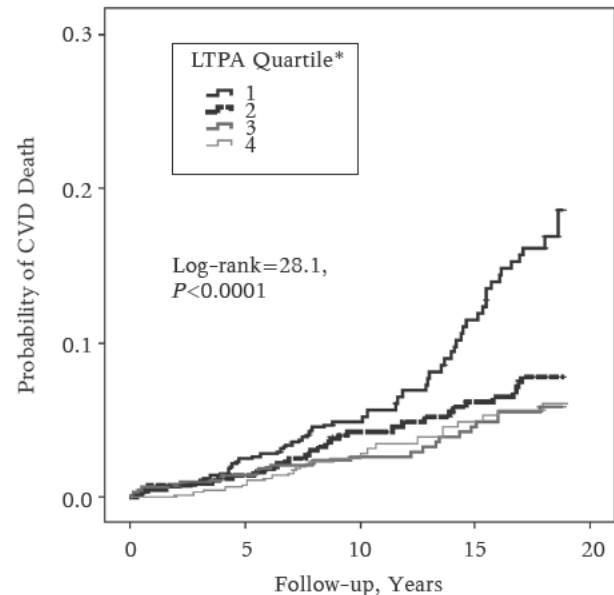 0.3
LTPA Quartile*
1
2
3
4
0.2
Probability of CVD Death
Log-rank=28.1,
P<0.0001
0.1
0.0
0
5
10
15
20
Follow-up, Years